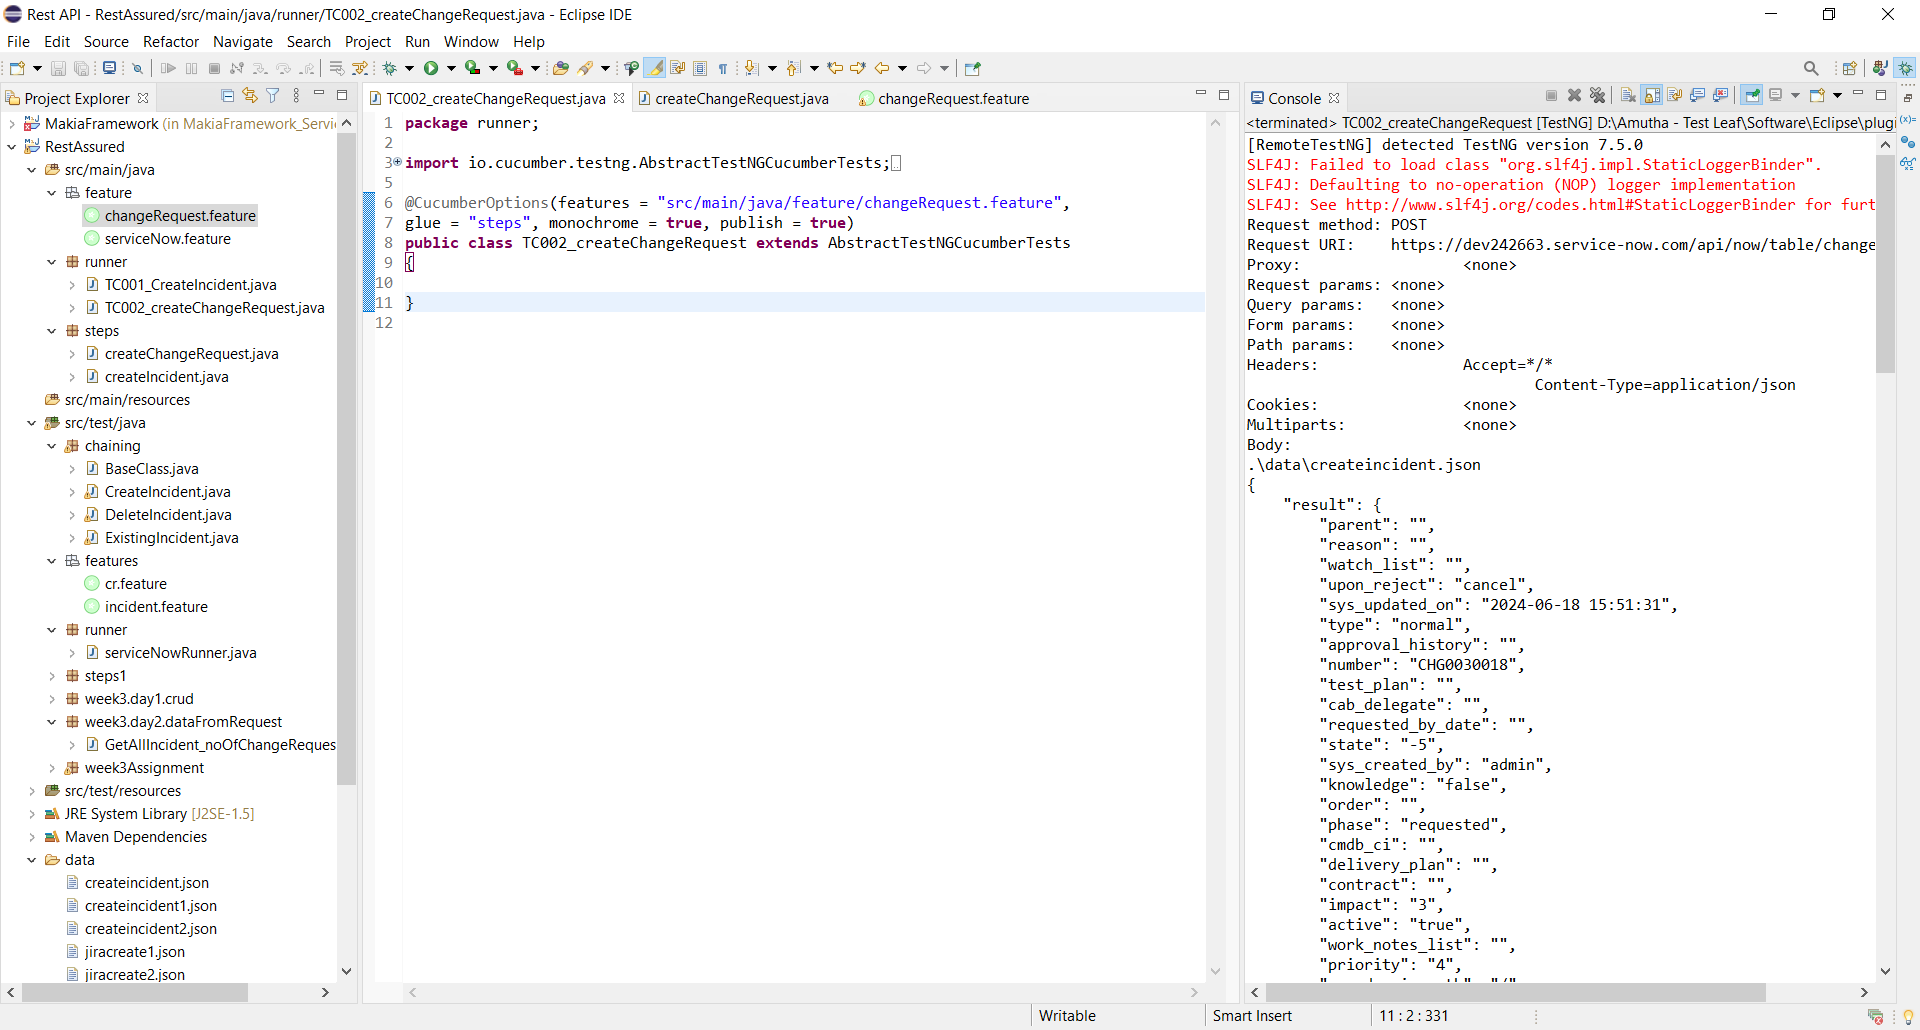 Rest API - RestAssured/src/main/java/runner/TC002_createChangeRequest.java - Eclipse IDE
File Edit Source Refactor Navigate Search Project Run Window Help
Project Explorer
MakiaFramework (in MakiaFramework_Servi
RestAssured
src/main/java
feature
changeRequest.feature
serviceNow.feature
runner
TC001_CreateIncident.java
TC002_createChangeRequest.java
steps
createChangeRequest.java
createIncident.java
src/main/resources
src/test/java
chaining
BaseClass.java
CreateIncident.java
DeleteIncident.java
ExistingIncident.java
features
cr.feature
incident.feature
runner
serviceNowRunner.java
steps1
week3.day1.crud
week3.day2.dataFromRequest
GetAllIncident_noOfChangeReques
week3Assignment
src/test/resources
JRE System Library [J2SE-1.5]
Maven Dependencies
data
createincident.json
createincident1.json
createincident2.json
jiracreate1.json
jiracreate2.json
TC002_createChangeRequest.java createChangeRequest.java changeRequest.feature
1 package runner;
2
3 import io.cucumber.testng.AbstractTestNGCucumberTests;
5
6 @CucumberOptions(features = "src/main/java/feature/changeRequest.feature",
7 glue = "steps", monochrome = true, publish = true)
8 public class TC002_createChangeRequest extends AbstractTestNGCucumberTests
9 {
10
11 }
12
Console
<terminated> TC002_createChangeRequest [TestNG] D:\Amutha - Test Leaf\Software\Eclipse\plugi
[RemoteTestNG] detected TestNG version 7.5.0
SLF4J: Failed to load class "org.slf4j.impl.StaticLoggerBinder".
SLF4J: Defaulting to no-operation (NOP) logger implementation
SLF4J: See http://www.slf4j.org/codes.html#StaticLoggerBinder for furt
Request method: POST
Request URI: https://dev242663.service-now.com/api/now/table/change
Proxy: <none>
Request params: <none>
Query params: <none>
Form params: <none>
Path params: <none>
Headers: Accept=*/*
Content-Type=application/json
Cookies: <none>
Multiparts: <none>
Body:
.\data\createincident.json
{
"result": {
"parent": "",
"reason": "",
"watch_list": "",
"upon_reject": "cancel",
"sys_updated_on": "2024-06-18 15:51:31",
"type": "normal",
"approval_history": "",
"number": "CHG0030018",
"test_plan": "",
"cab_delegate": "",
"requested_by_date": "",
"state": "-5",
"sys_created_by": "admin",
"knowledge": "false",
"order": "",
"phase": "requested",
"cmdb_ci": "",
"delivery_plan": "",
"contract": "",
"impact": "3",
"active": "true",
"work_notes_list": "",
"priority": "4",
Writable Smart Insert 11 : 2 : 331